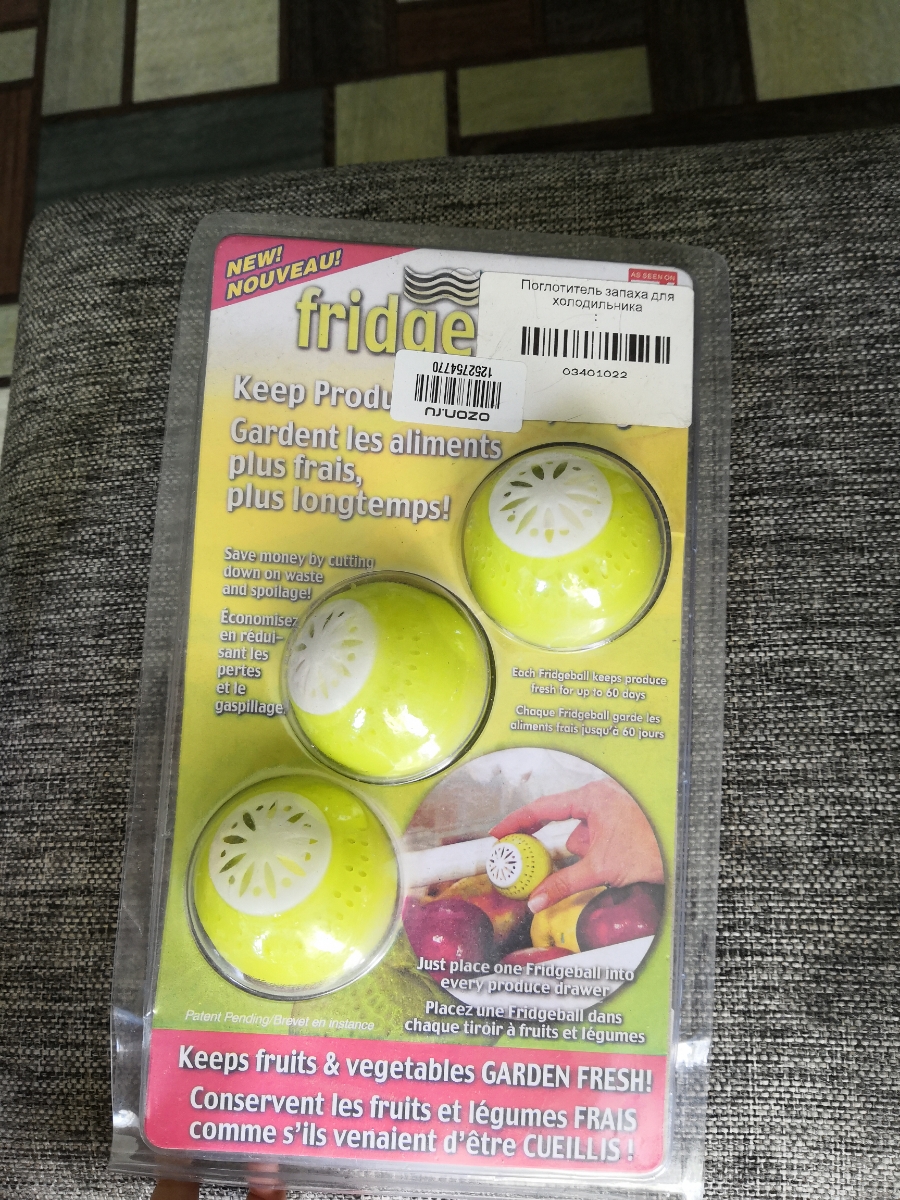 NEW!
NOUVEAU!
AS SEEN ON
fridge
Поглотитель запаха для
холодильника
:
03401022
1252754770
ozon.ru
Keep Produ
Gardent les aliments
plus frais,
plus longtemps!
Save money by cutting
down on waste
and spoilage!
Économisez
en rédui-
sant les
pertes
et le
gaspillage,
Each Fridgeball keeps produce
fresh for up to 60 days
Chaque Fridgeball garde les
aliments frais jusqu'à 60 jours
Just place one Fridgeball into
every produce drawer
Placez une Fridgeball dans
chaque tiroir à fruits et légumes
Patent Pending/Brevet en instance
Keeps fruits & vegetables GARDEN FRESH!
Conservent les fruits et légumes FRAIS
comme s'ils venaient d'être CUEILLIS !